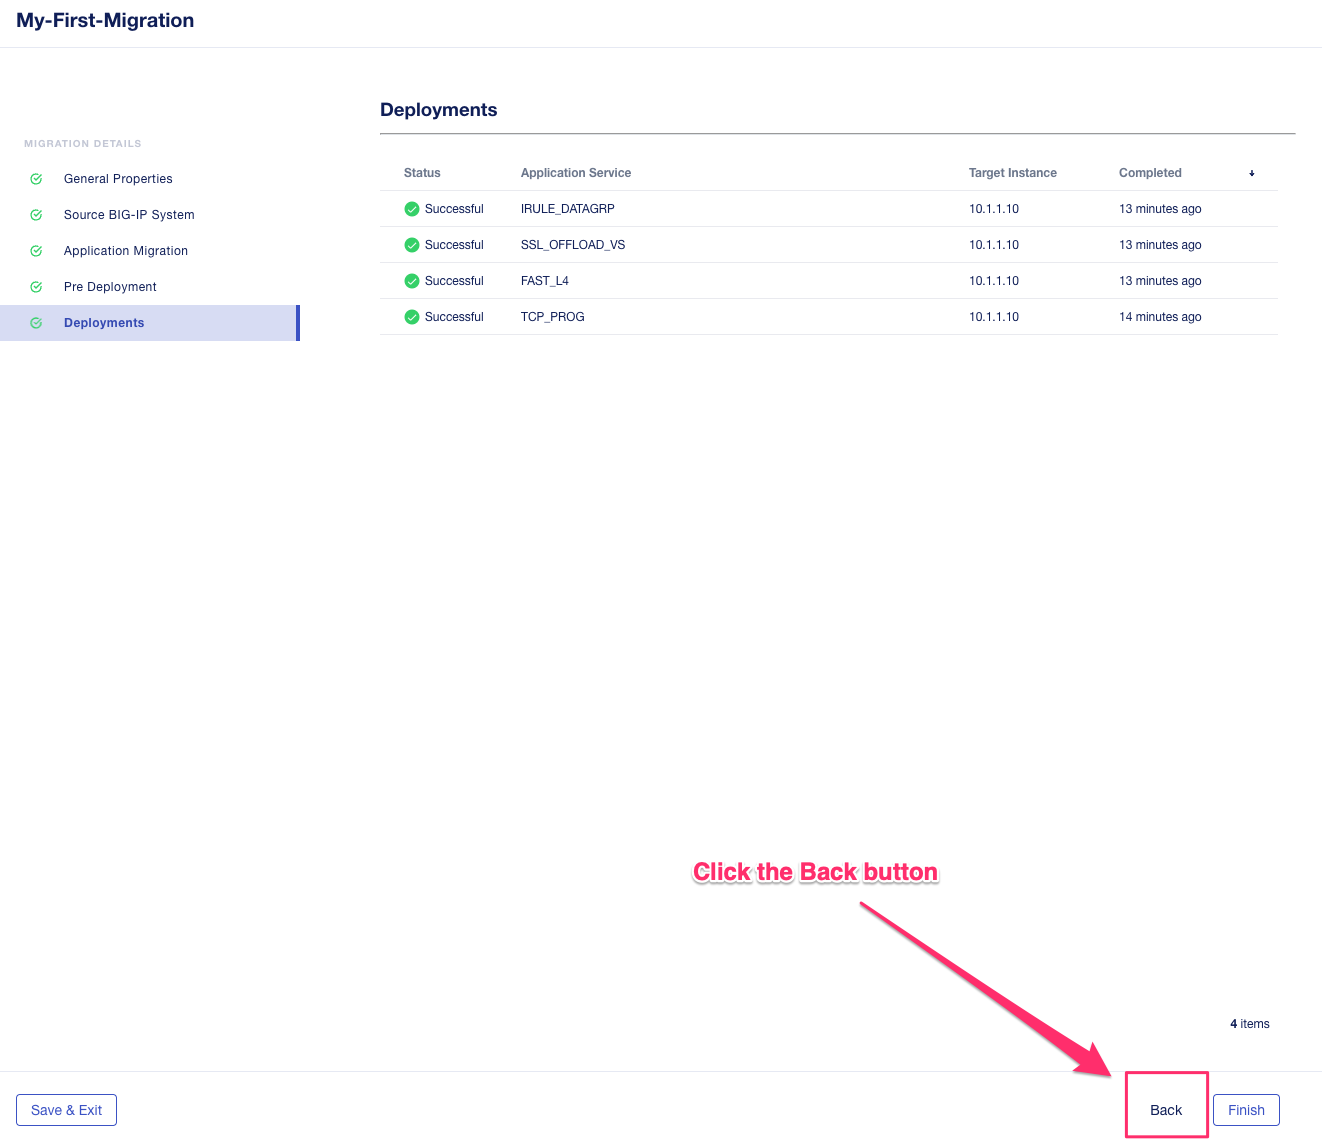 My-First-Migration
Deployments
MIGRATION DETAILS
General Properties
Source BIG-IP System
Application Migration
Pre Deployment
Deployments
Status Application Service Target Instance Completed
Successful IRULE_DATAGRP 10.1.1.10 13 minutes ago
Successful SSL_OFFLOAD_VS 10.1.1.10 13 minutes ago
Successful FAST_L4 10.1.1.10 13 minutes ago
Successful TCP_PROG 10.1.1.10 14 minutes ago
Click the Back button
4 items
Save & Exit Back Finish